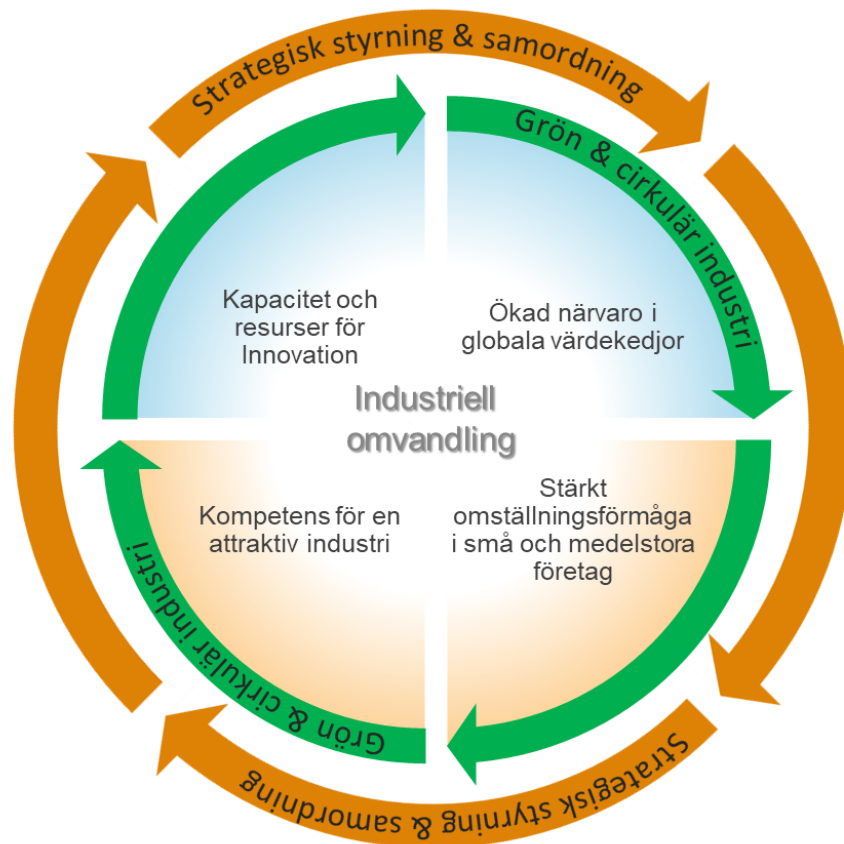 Strategisk styrning & samordning
Grön & cirkulär industri
Kapacitet och
resurser för
Innovation
Ökad närvaro i
globala värdekedjor
Industriell
omvandling
Kompetens för en
attraktiv industri
Stärkt
omställningsförmåga
i små och medelstora
företag
Grön & cirkulär industri
Strategisk styrning & samordning